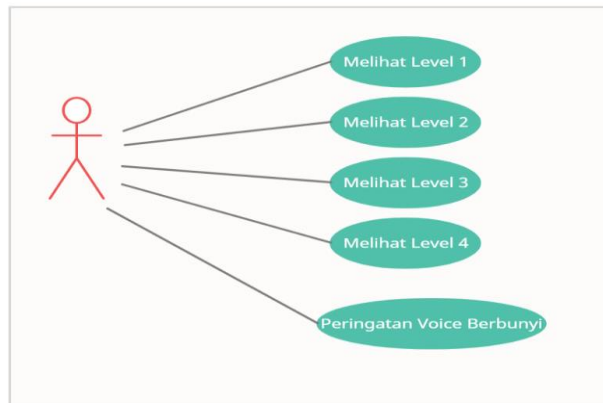 Melihat Level 1
Melihat Level 2
Melihat Level 3
Melihat Level 4
Peringatan Voice Berbunyi